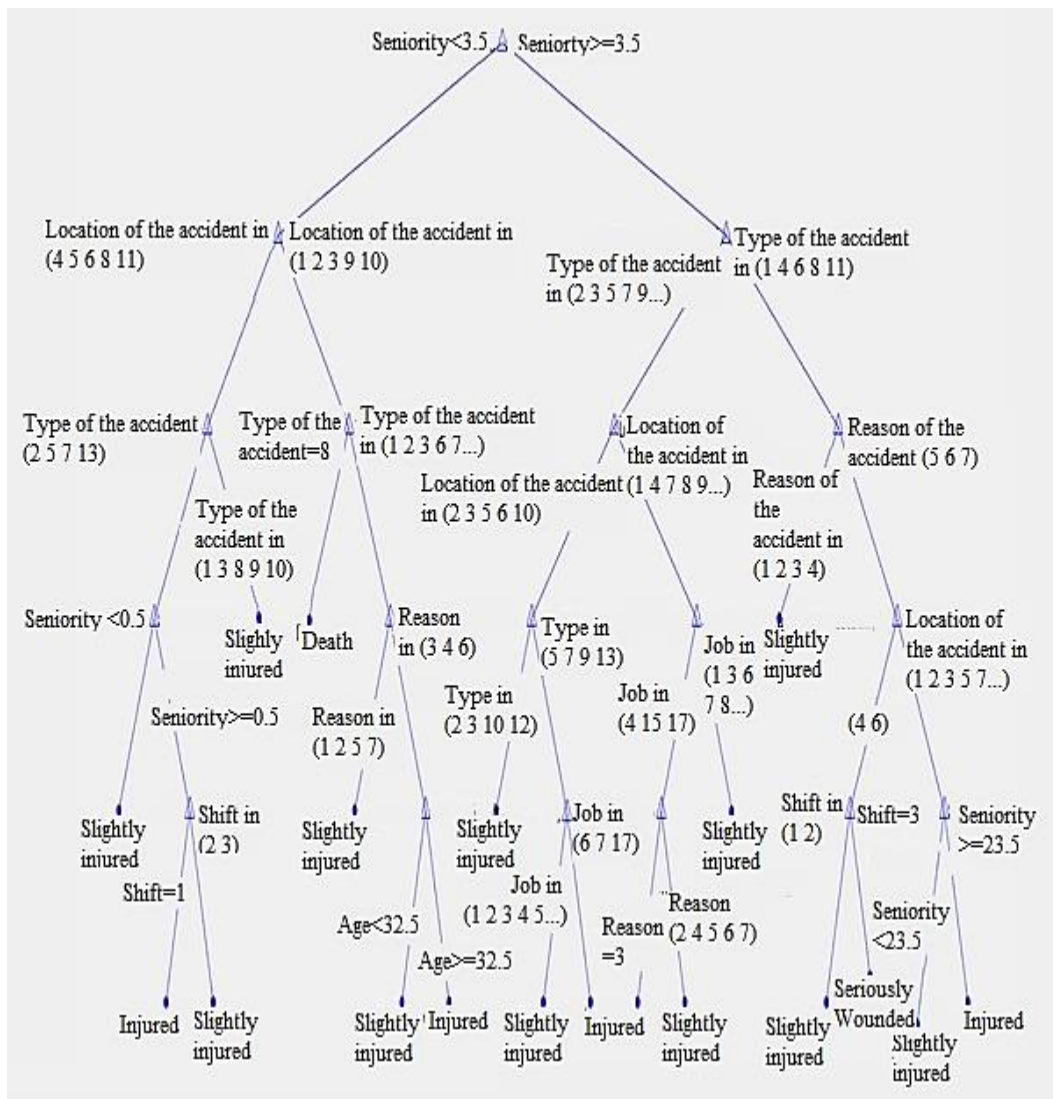 Seniority<3.5
Seniorty>=3.5
Location of the accident in
(4 5 6 8 11)
Location of the accident in
(1 2 3 9 10)
Type of the accident
in (2 3 5 7 9...)
Type of the accident
in (1 4 6 8 11)
Type of the accident
(2 5 7 13)
Type of the accident in
(1 3 8 9 10)
Type of the
accident=8
Type of the accident
in (1 2 3 6 7...)
Location of the accident
in (2 3 5 6 10)
Location of
the accident in
(1 4 7 8 9...)
Reason of
the
accident in
(1 2 3 4)
Reason of the
accident (5 6 7)
Seniority <0.5
Seniority>=0.5
Slighly
injured
Death
Reason in
(1 2 5 7)
Reason
in (3 4 6)
Type in
(2 3 10 12)
Type in
(5 7 9 13)
Job in
(4 15 17)
Job in
(1 3 6
7 8...)
Slightly
injured
(4 6)
Location of
the accident in
(1 2 3 5 7...)
Slightly
injured
Shift=1
Shift in
(2 3)
Slightly
injured
Age<32.5
Age>=32.5
Slightly
injured
Job in
(1 2 3 4 5...)
Job in
(6 7 17)
Reason
=3
Reason
(2 4 5 6 7)
Slightly
injured
Shift in
(1 2)
Shift=3
Seniority
<23.5
Seniority
>=23.5
Injured
Slightly
injured
Slightly
injured
Injured
Slightly
injured
Injured
Slightly
injured
Slightly
injured
Seriously
Wounded
Slightly
injured
Injured